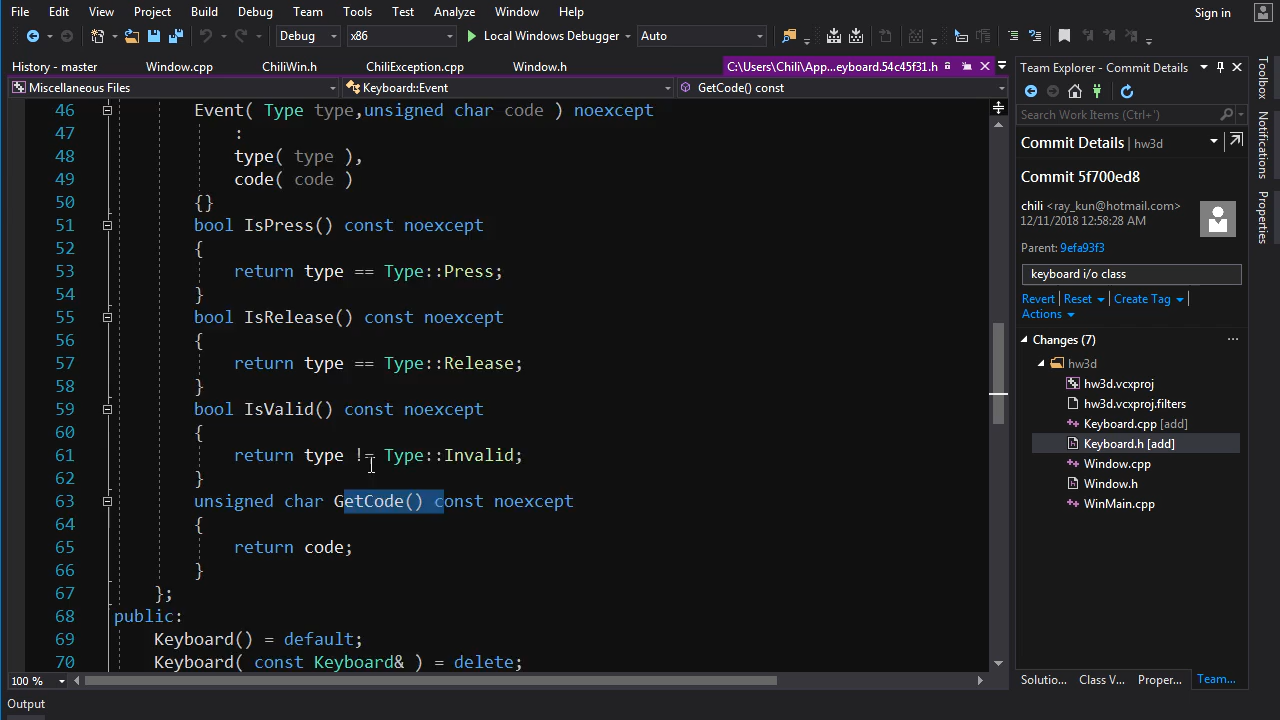 File Edit View Project Build Debug Team Tools Test Analyze Window Help Sign in
Debug x86 Local Windows Debugger Auto
History - master Window.cpp ChiliWin.h ChiliException.cpp Window.h C:\Users\Chili\App...eyboard.54c45f31.h
Miscellaneous Files Keyboard::Event GetCode() const
46 Event( Type type,unsigned char code ) noexcept
47 :
48 type( type ),
49 code( code )
50 {}
51 bool IsPress() const noexcept
52 {
53 return type == Type::Press;
54 }
55 bool IsRelease() const noexcept
56 {
57 return type == Type::Release;
58 }
59 bool IsValid() const noexcept
60 {
61 return type != Type::Invalid;
62 }
63 unsigned char GetCode() const noexcept
64 {
65 return code;
66 }
67 };
68 public:
69 Keyboard() = default;
70 Keyboard( const Keyboard& ) = delete;
100 %
Output
Team Explorer - Commit Details
Search Work Items (Ctrl+')
Commit Details | hw3d
Commit 5f700ed8
chili <ray_kun@hotmail.com>
12/11/2018 12:58:28 AM
Parent: 9efa93f3
keyboard i/o class
Revert Reset Create Tag
Actions
Changes (7) ...
hw3d
hw3d.vcxproj
hw3d.vcxproj.filters
Keyboard.cpp [add]
Keyboard.h [add]
Window.cpp
Window.h
WinMain.cpp
Solutio... Class V... Proper... Team...
Toolbox
Notifications
Properties